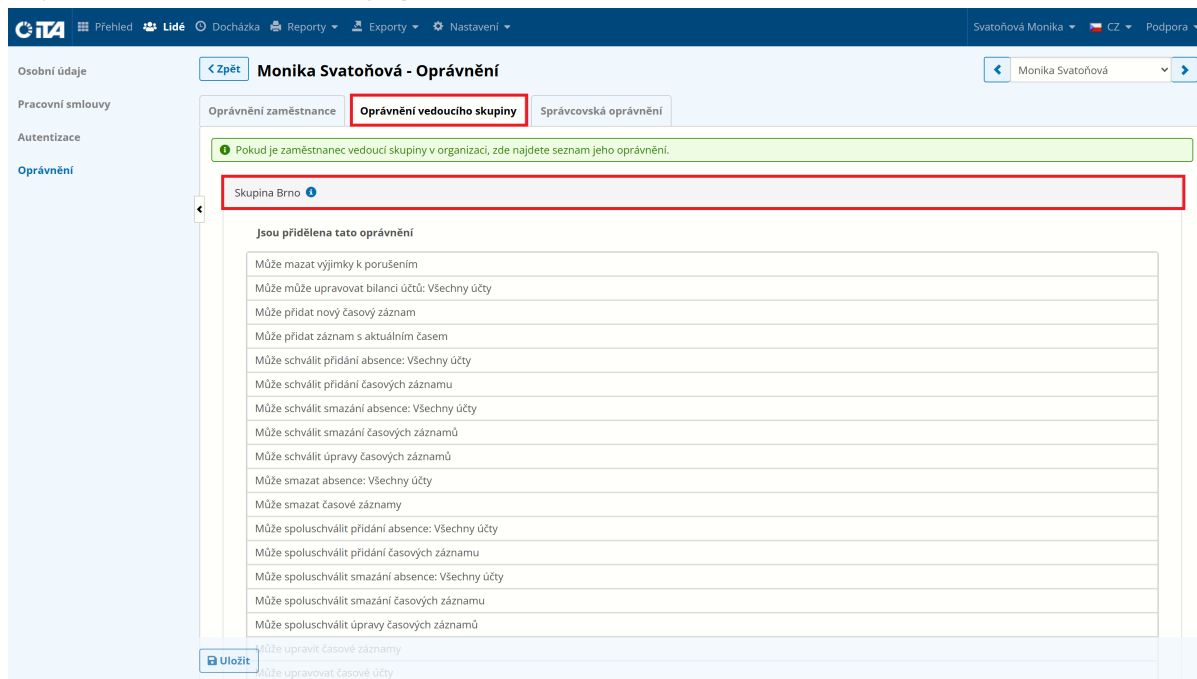 iTA Přehled Lidé Docházka Reporty Exporty Nastavení Svatoňová Monika CZ Podpora
Osobní údaje
Pracovní smlouvy
Autentizace
Oprávnění
Zpět Monika Svatoňová - Oprávnění Monika Svatoňová
Oprávnění zaměstnance Oprávnění vedoucího skupiny Správcovská oprávnění
Pokud je zaměstnanec vedoucí skupiny v organizaci, zde najdete seznam jeho oprávnění.
Skupina Brno
Jsou přidělena tato oprávnění
Může mazat výjimky k porušením
Může může upravovat bilanci účtů: Všechny účty
Může přidat nový časový záznam
Může přidat záznam s aktuálním časem
Může schválit přidání absence: Všechny účty
Může schválit přidání časových záznamu
Může schválit smazání absence: Všechny účty
Může schválit smazání časových záznamů
Může schválit úpravy časových záznamů
Může smazat absence: Všechny účty
Může smazat časové záznamy
Může spoluschválit přidání absence: Všechny účty
Může spoluschválit přidání časových záznamu
Může spoluschválit smazání absence: Všechny účty
Může spoluschválit smazání časových záznamu
Může spoluschválit úpravy časových záznamů
Může upravit časové záznamy
Uložit
Může upravovat časové účty